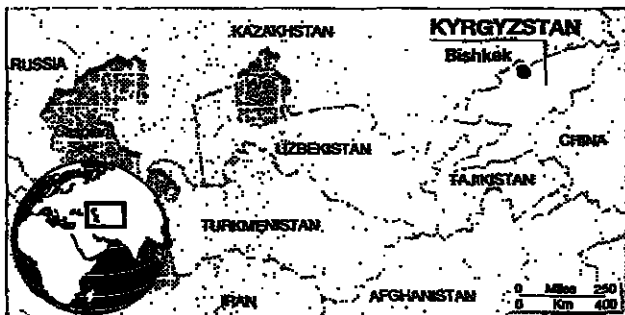 KAZAKHSTAN
KYRGYZSTAN
Bishkek
RUSSIA
CHINA
UZBEKISTAN
TAJIKISTAN
TURKMENISTAN
IRAN
AFGHANISTAN
0 Miles 250
0 Km 400